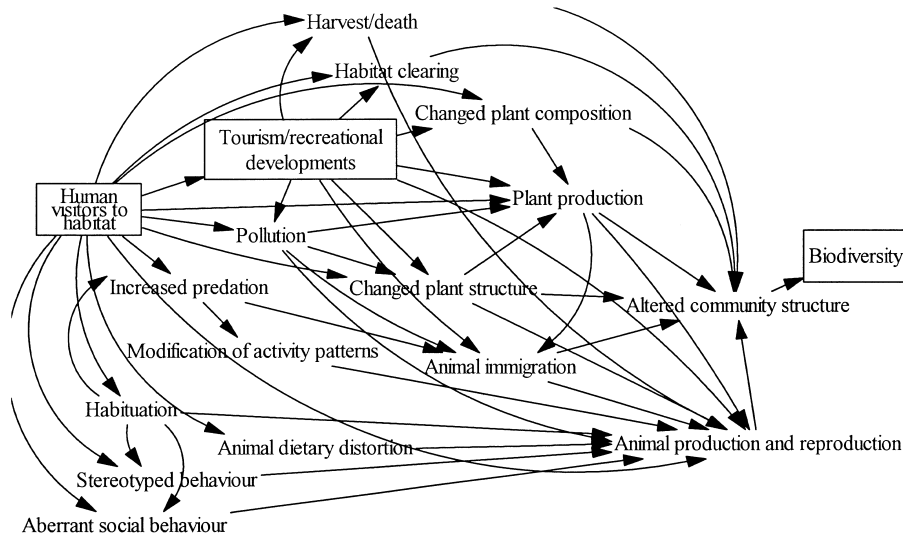 Harvest/death
Habitat clearing
Changed plant composition
Tourism/recreational
developments
Human
visitors to
habitat
Plant production
Pollution
Biodiversity
Increased predation
Changed plant structure
Altered community structure
Modification of activity patterns
Animal immigration
Habituation
Animal dietary distortion
Animal production and reproduction
Stereotyped behaviour
Aberrant social behaviour